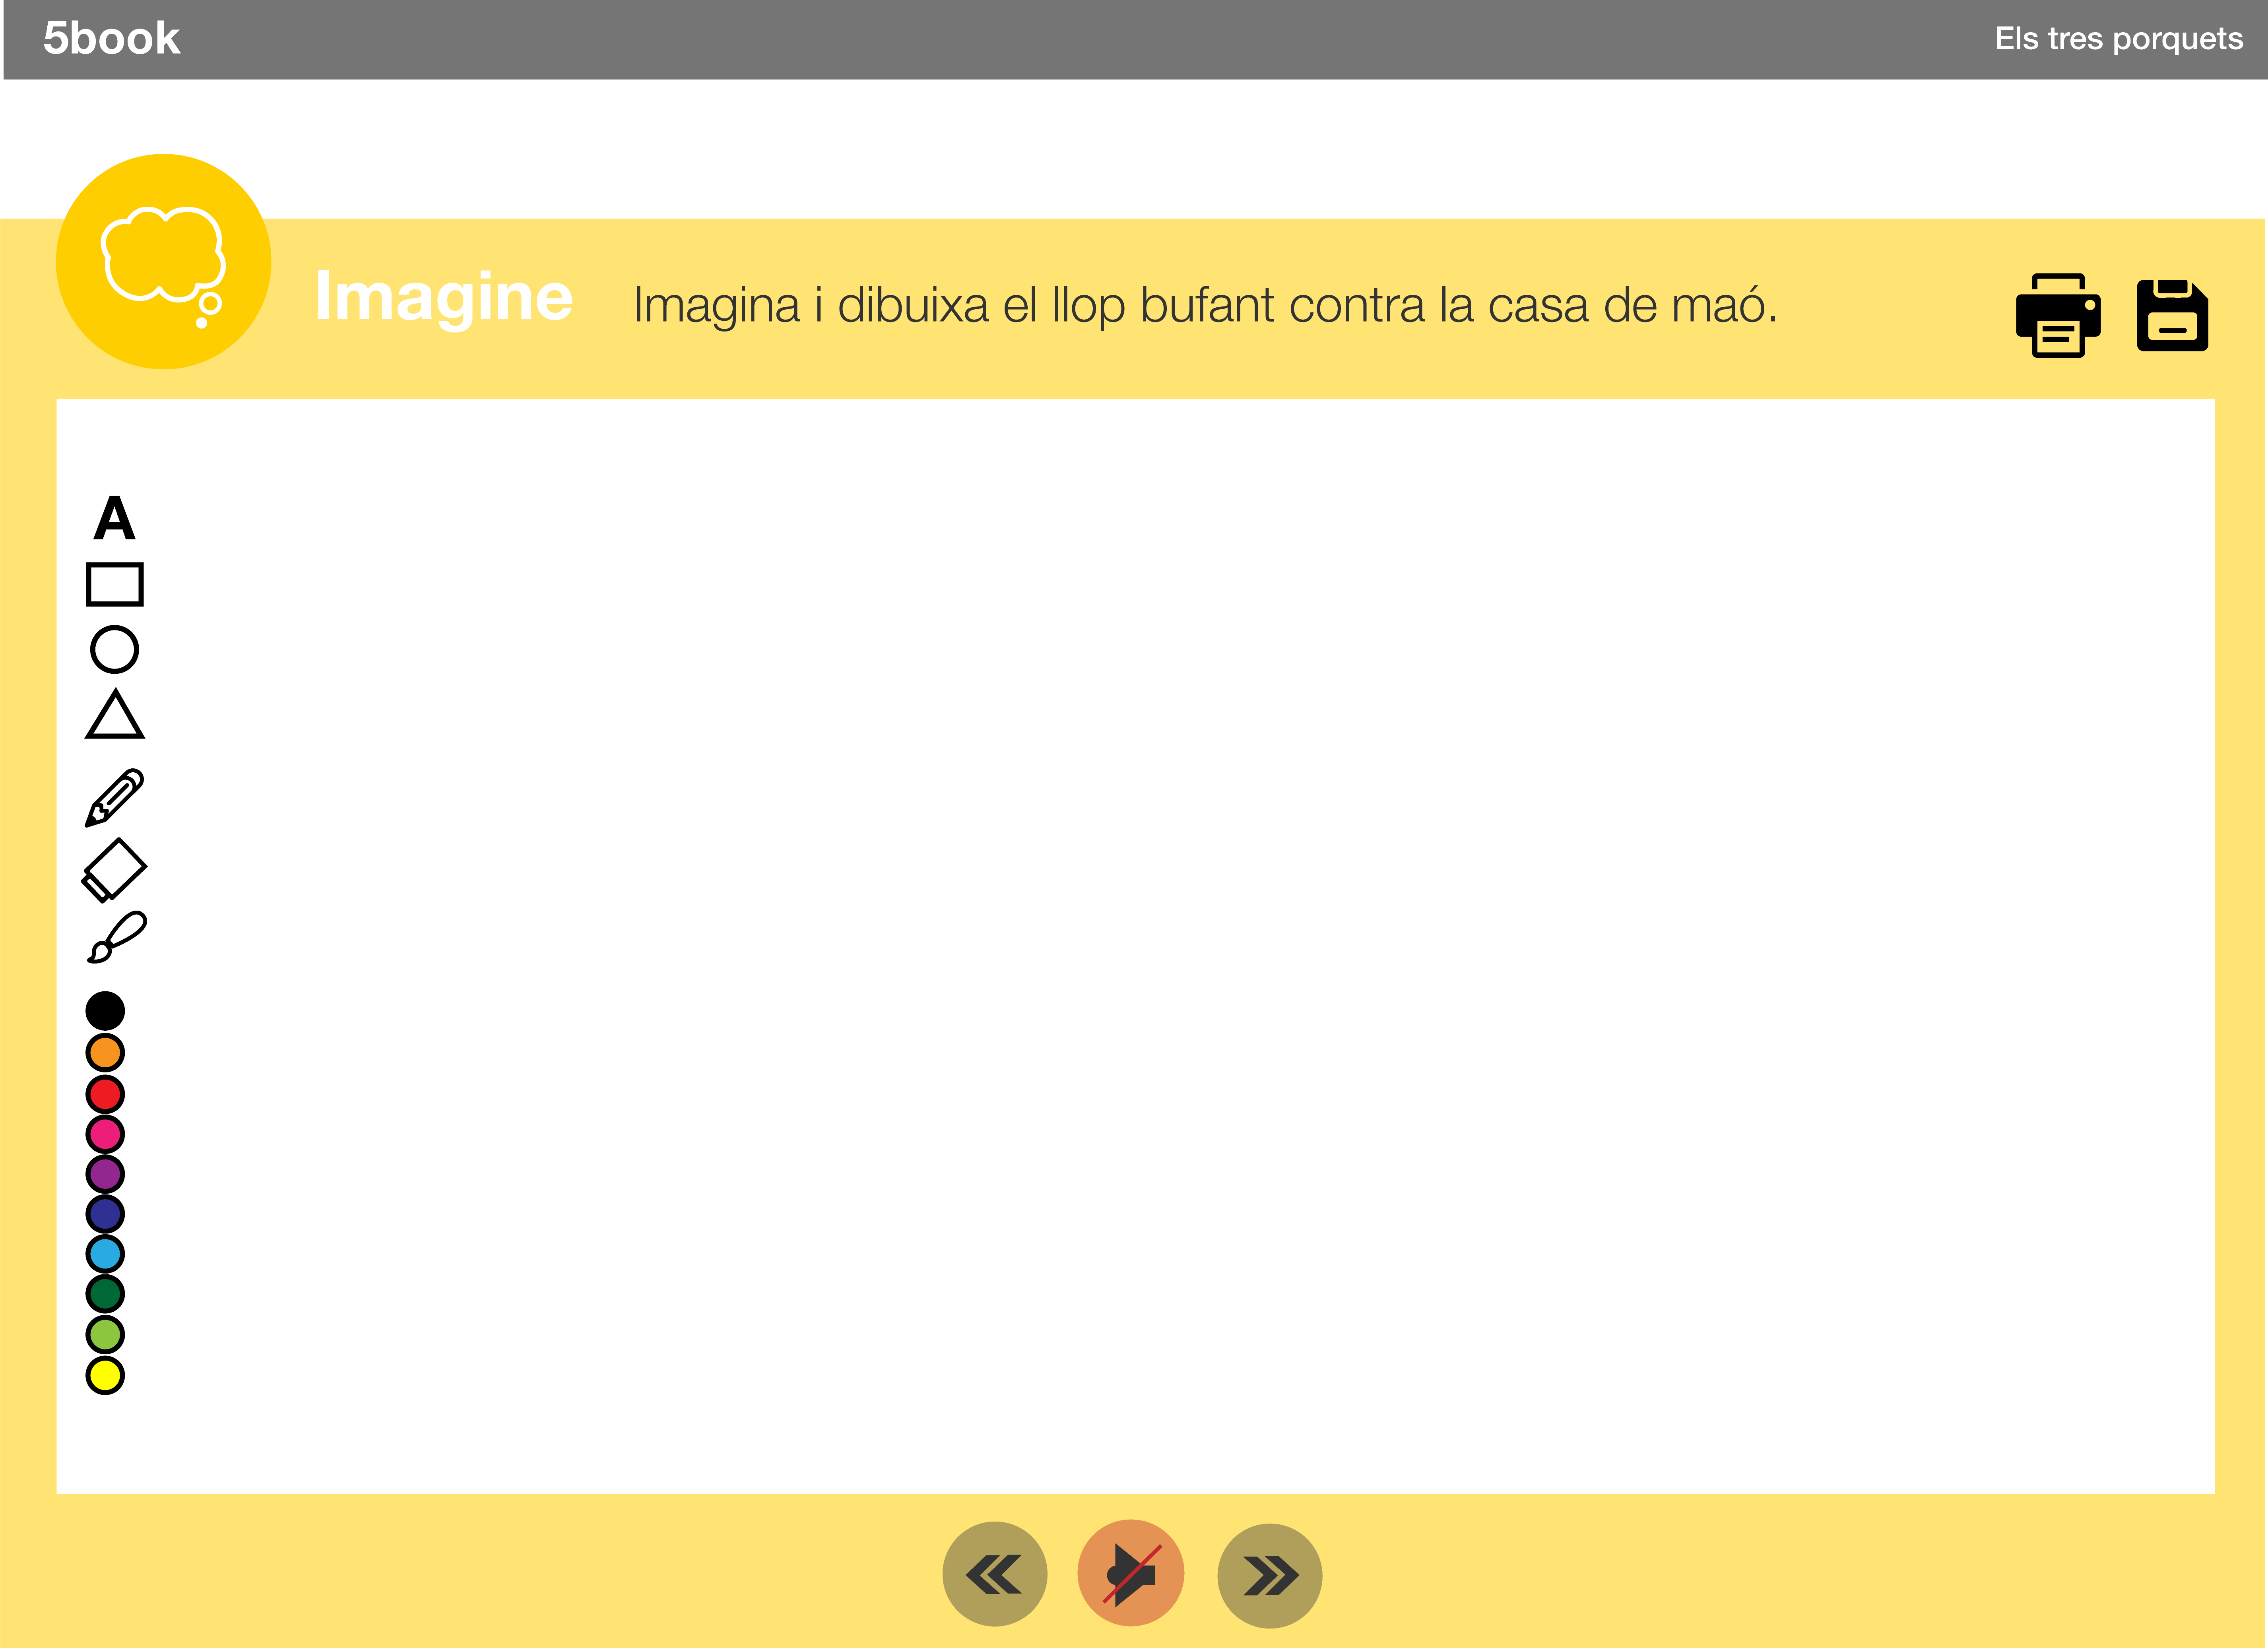 5book
Els tres porquets
Imagine
Imagina i dibuixa el llop bufant contra la casa de maó.
A